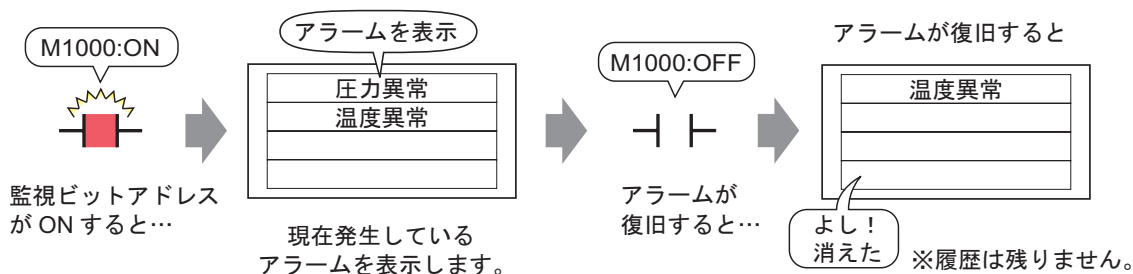 M1000:ON
監視ビットアドレス
が ON すると…
アラームを表示
圧力異常
温度異常
現在発生している
アラームを表示します。
M1000:OFF
アラームが
復旧すると…
アラームが復旧すると
温度異常
よし！
消えた
※履歴は残りません。